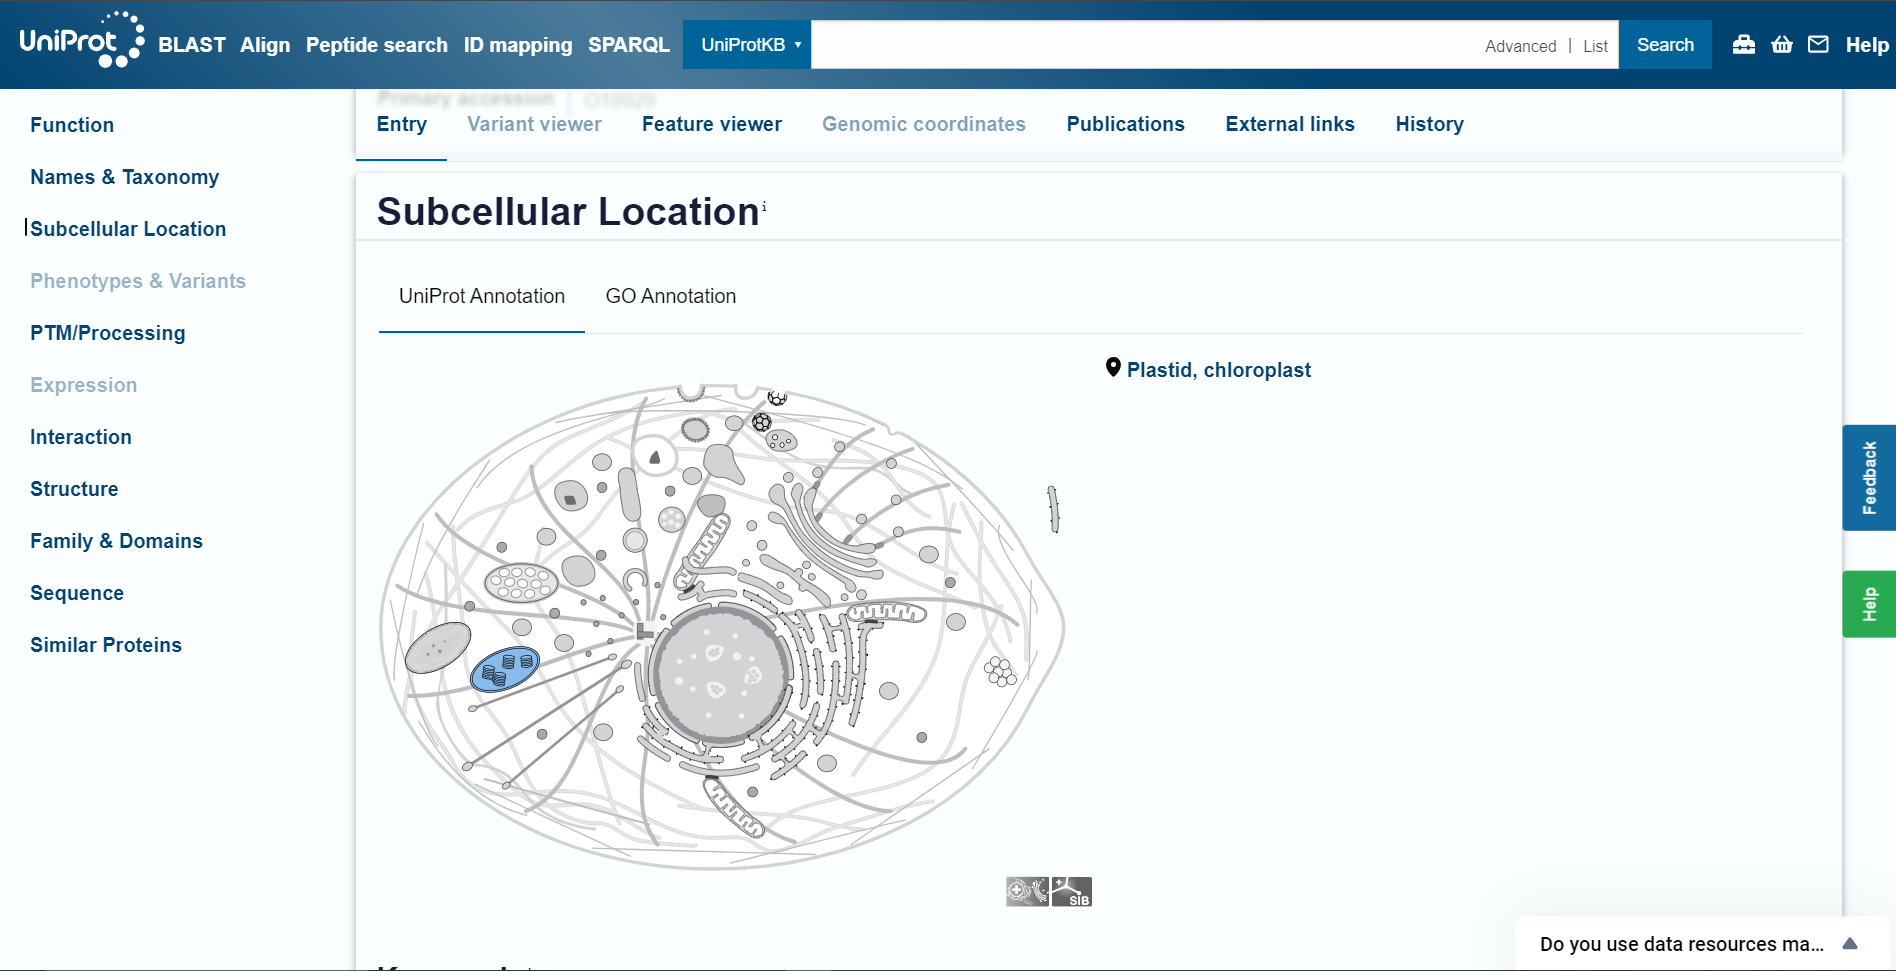 UniProt BLAST Align Peptide search ID mapping SPARQL UniProtKB Advanced | List Search Help
Primary accession O19929
Entry Variant viewer Feature viewer Genomic coordinates Publications External links History
Function
Names & Taxonomy
Subcellular Location
Phenotypes & Variants
PTM/Processing
Expression
Interaction
Structure
Family & Domains
Sequence
Similar Proteins
Subcellular Location i
UniProt Annotation GO Annotation
Plastid, chloroplast
SIB
Feedback
Help
Do you use data resources ma...